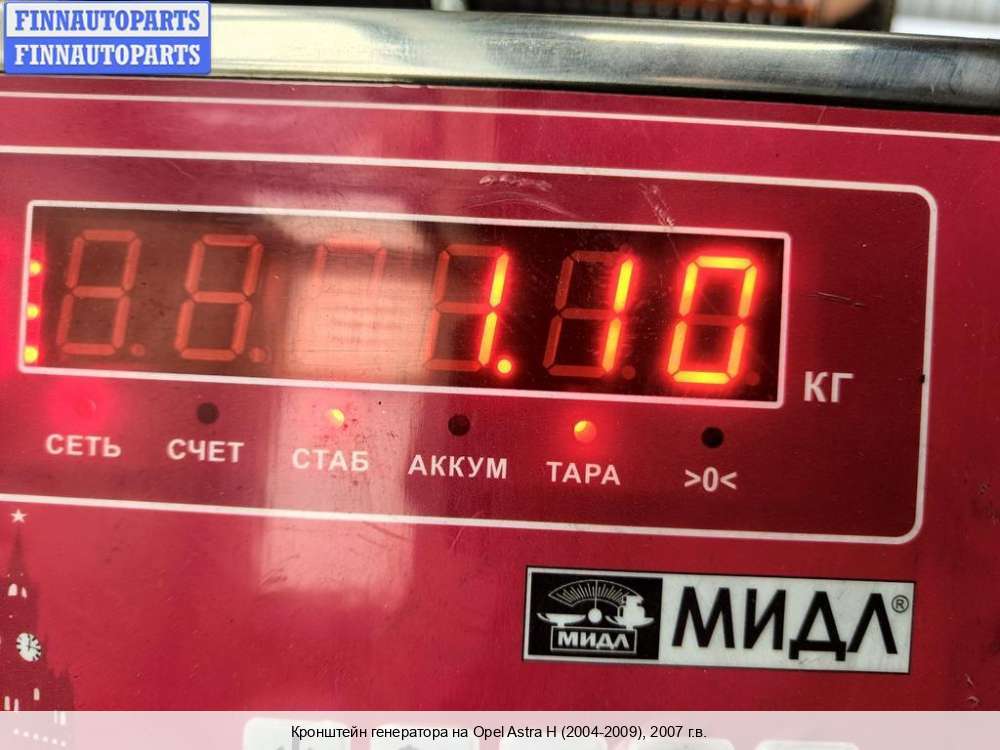 FINNAUTOPARTS
FINNAUTOPARTS
1.10
КГ
СЕТЬ СЧЕТ СТАБ АККУМ ТАРА >0<
МИДЛ МИДЛ®
Кронштейн генератора на Opel Astra H (2004-2009), 2007 г.в.